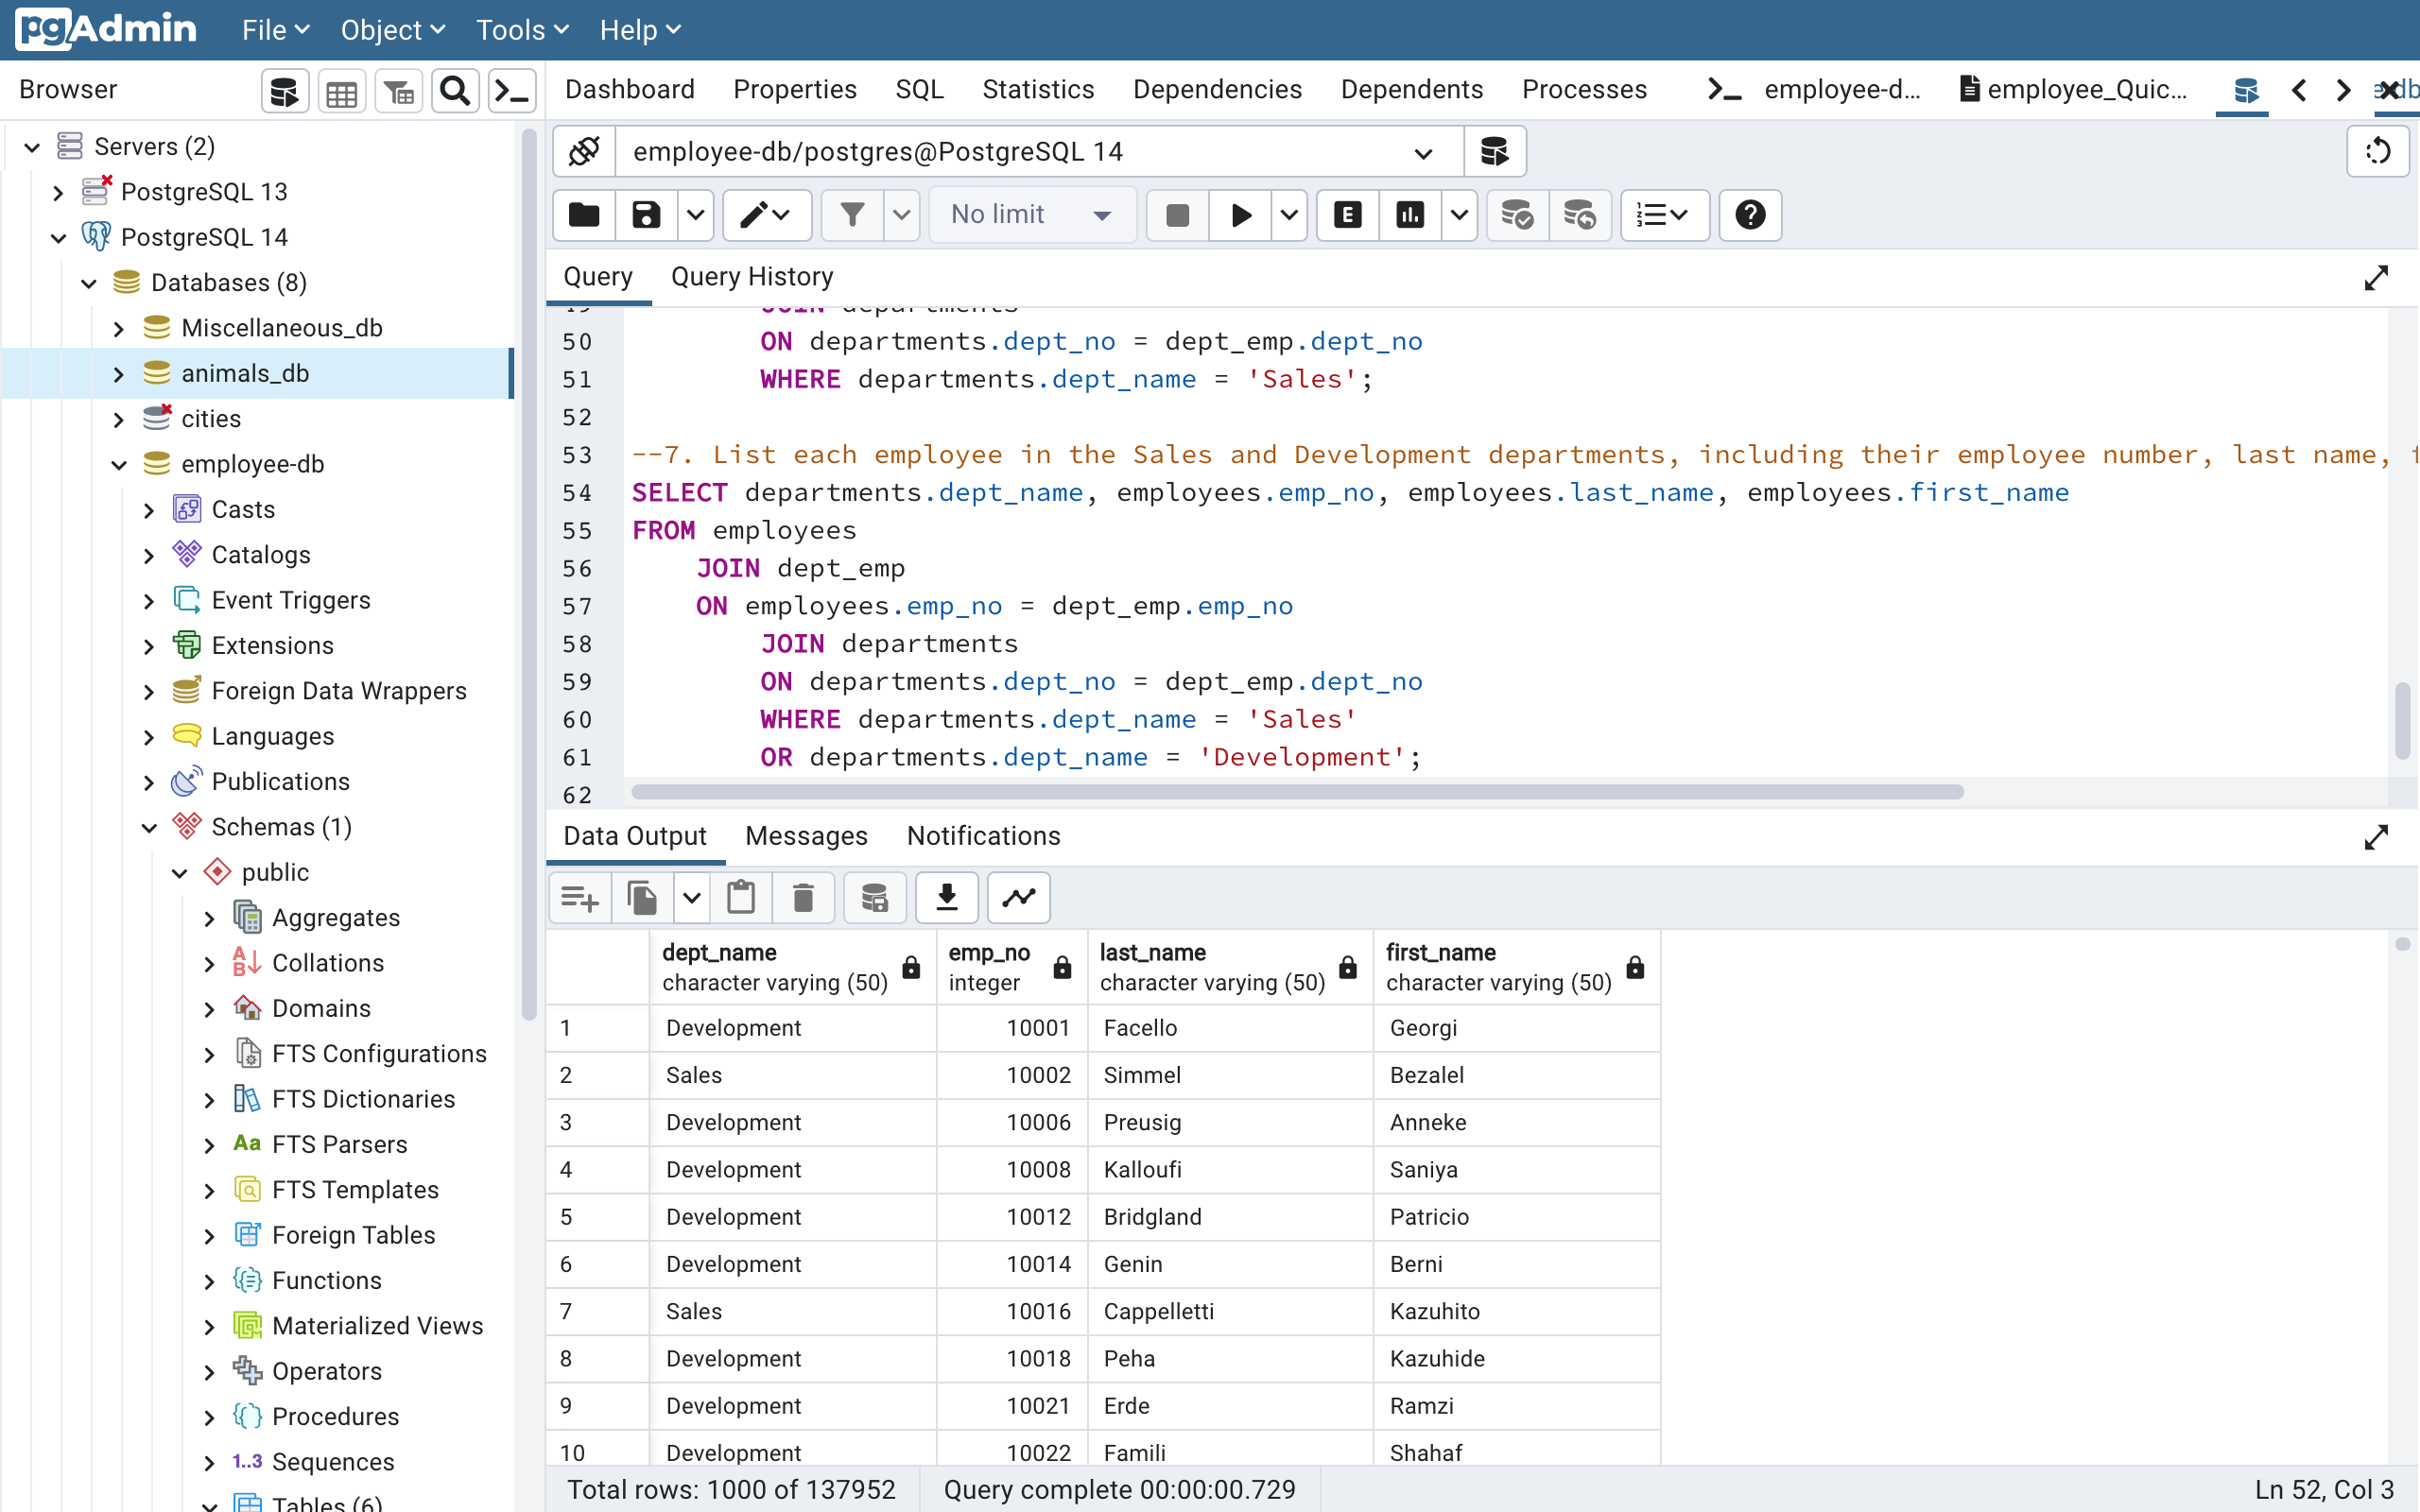 pgAdmin File Object Tools Help
Browser
Dashboard Properties SQL Statistics Dependencies Dependents Processes employee-d... employee_Quic...
Servers (2)
PostgreSQL 13
PostgreSQL 14
Databases (8)
Miscellaneous_db
animals_db
cities
employee-db
Casts
Catalogs
Event Triggers
Extensions
Foreign Data Wrappers
Languages
Publications
Schemas (1)
public
Aggregates
Collations
Domains
FTS Configurations
FTS Dictionaries
Aa FTS Parsers
FTS Templates
Foreign Tables
Functions
Materialized Views
Operators
Procedures
1..3 Sequences
Tables (6)
employee-db/postgres@PostgreSQL 14
No limit
E
Query Query History
49 JOIN departments
50 ON departments.dept_no = dept_emp.dept_no
51 WHERE departments.dept_name = 'Sales';
52
53 --7. List each employee in the Sales and Development departments, including their employee number, last name,
54 SELECT departments.dept_name, employees.emp_no, employees.last_name, employees.first_name
55 FROM employees
56 JOIN dept_emp
57 ON employees.emp_no = dept_emp.emp_no
58 JOIN departments
59 ON departments.dept_no = dept_emp.dept_no
60 WHERE departments.dept_name = 'Sales'
61 OR departments.dept_name = 'Development';
62
Data Output Messages Notifications
dept_name emp_no last_name first_name
character varying (50) integer character varying (50) character varying (50)
1 Development 10001 Facello Georgi
2 Sales 10002 Simmel Bezalel
3 Development 10006 Preusig Anneke
4 Development 10008 Kalloufi Saniya
5 Development 10012 Bridgland Patricio
6 Development 10014 Genin Berni
7 Sales 10016 Cappelletti Kazuhito
8 Development 10018 Peha Kazuhide
9 Development 10021 Erde Ramzi
10 Development 10022 Famili Shahaf
Total rows: 1000 of 137952 Query complete 00:00:00.729 Ln 52, Col 3